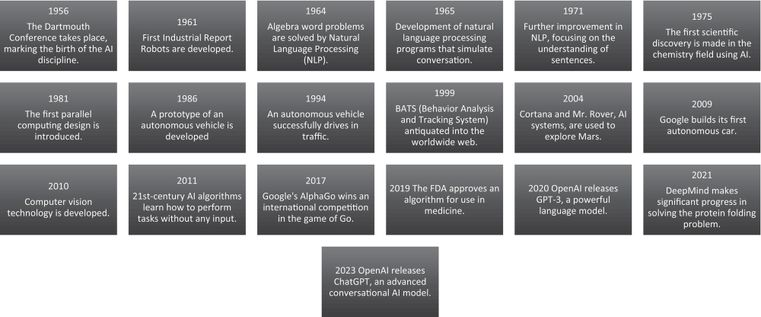 1956
The Dartmouth
Conference takes place,
marking the birth of the AI
discipline.
1961
First Industrial Report
Robots are developed.
1964
Algebra word problems
are solved by Natural
Language Processing
(NLP).
1965
Development of natural
language processing
programs that simulate
conversation.
1971
Further improvement in
NLP, focusing on the
understanding of
sentences.
1975
The first scientific
discovery is made in the
chemistry field using AI.
1981
The first parallel
computing design is
introduced.
1986
A prototype of an
autonomous vehicle is
developed
1994
An autonomous vehicle
successfully drives in
traffic.
1999
BATS (Behavior Analysis
and Tracking System)
antiquated into the
worldwide web.
2004
Cortana and Mr. Rover, AI
systems, are used to
explore Mars.
2009
Google builds its first
autonomous car.
2010
Computer vision
technology is developed.
2011
21st-century AI algorithms
learn how to perform
tasks without any input.
2017
Google's AlphaGo wins an
international competition
in the game of Go.
2019 The FDA approves an
algorithm for use in
medicine.
2020 OpenAI releases
GPT-3, a powerful
language model.
2021
DeepMind makes
significant progress in
solving the protein folding
problem.
2023 OpenAI releases
ChatGPT, an advanced
conversational AI model.